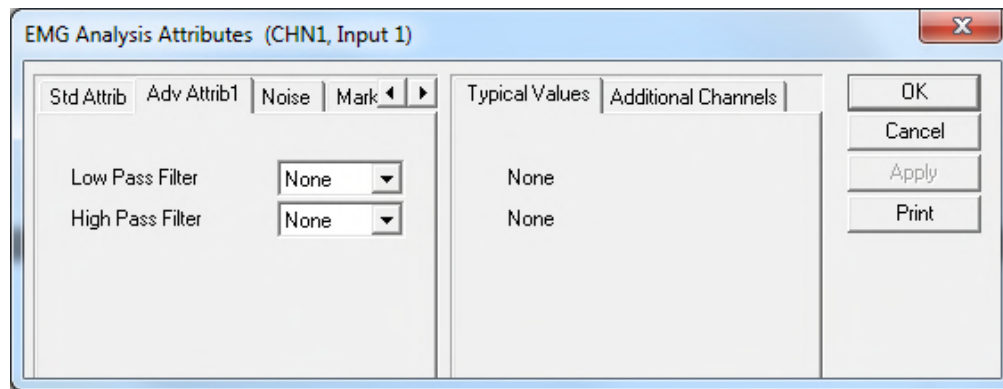 EMG Analysis Attributes (CHN1, Input 1)
Std Attrib Adv Attrib1 Noise Mark
Typical Values Additional Channels
OK
Cancel
Low Pass Filter None None
Apply
High Pass Filter None None
Print